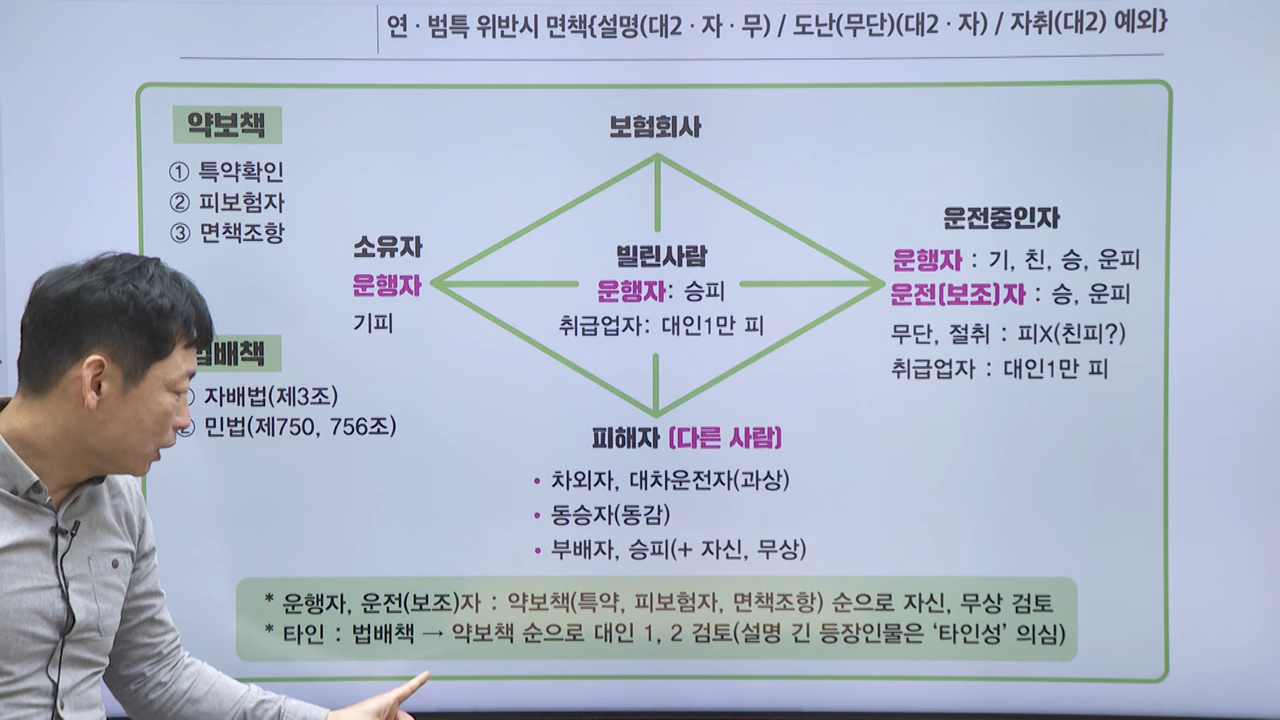 연 · 범특 위반시 면책{설명(대2 · 자 · 무) / 도난(무단)(대2 · 자) / 자취(대2) 예외}
약보책
① 특약확인
② 피보험자
③ 면책조항
보험회사
소유자
운행자
기피
빌린사람
운행자: 승피
취급업자: 대인1만 피
운전중인자
운행자 : 기, 친, 승, 운피
운전(보조)자 : 승, 운피
무단, 절취 : 피X(친피?)
취급업자 : 대인1만 피
배책
자배법(제3조)
② 민법(제750, 756조)
피해자 (다른 사람)
• 차외자, 대차운전자(과상)
• 동승자(동감)
• 부배자, 승피(+ 자신, 무상)
* 운행자, 운전(보조)자 : 약보책(특약, 피보험자, 면책조항) 순으로 자신, 무상 검토
* 타인 : 법배책 → 약보책 순으로 대인 1, 2 검토(설명 긴 등장인물은 ‘타인성’ 의심)